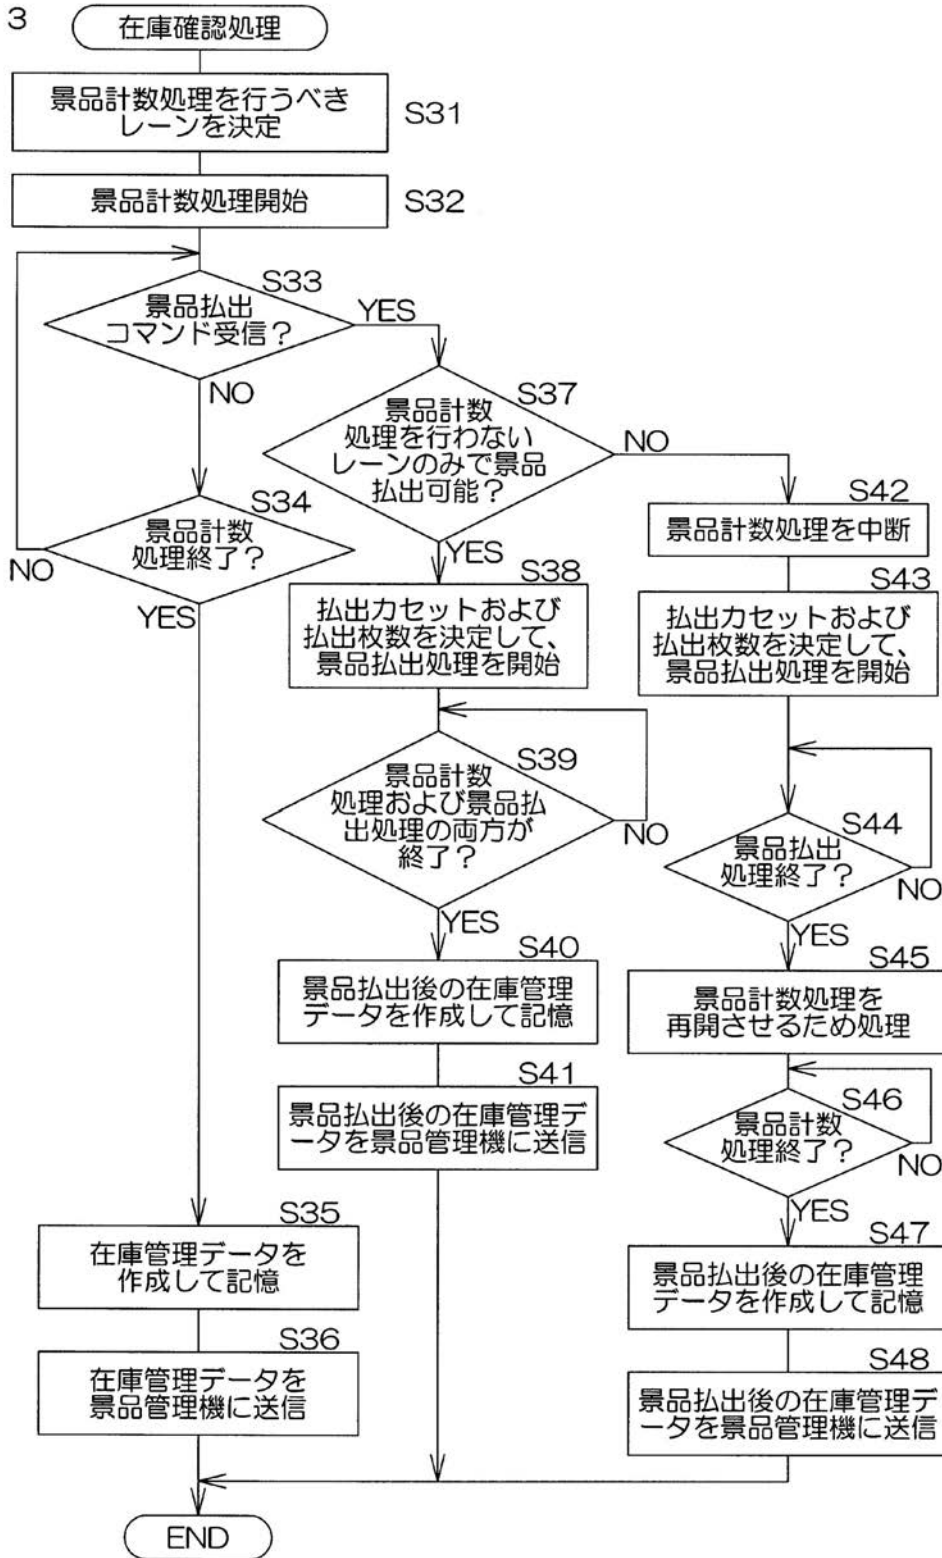 3
在庫確認処理
景品計数処理を行うべき
レーンを決定
S31
景品計数処理開始
S32
S33
景品払出
コマンド受信？
YES
NO
S34
景品計数
処理終了？
NO
YES
S37
景品計数
処理を行わない
レーンのみで景品
払出可能？
NO
YES
S38
払出カセットおよび
払出枚数を決定して、
景品払出処理を開始
S39
景品計数
処理および景品払
出処理の両方が
終了？
NO
YES
S40
景品払出後の在庫管理
データを作成して記憶
S41
景品払出後の在庫管理デ
ータを景品管理機に送信
S42
景品計数処理を中断
S43
払出カセットおよび
払出枚数を決定して、
景品払出処理を開始
S44
景品払出
処理終了？
NO
YES
S45
景品計数処理を
再開させるため処理
S46
景品計数
処理終了？
NO
YES
S47
景品払出後の在庫管理
データを作成して記憶
S48
景品払出後の在庫管理デ
ータを景品管理機に送信
S35
在庫管理データを
作成して記憶
S36
在庫管理データを
景品管理機に送信
END